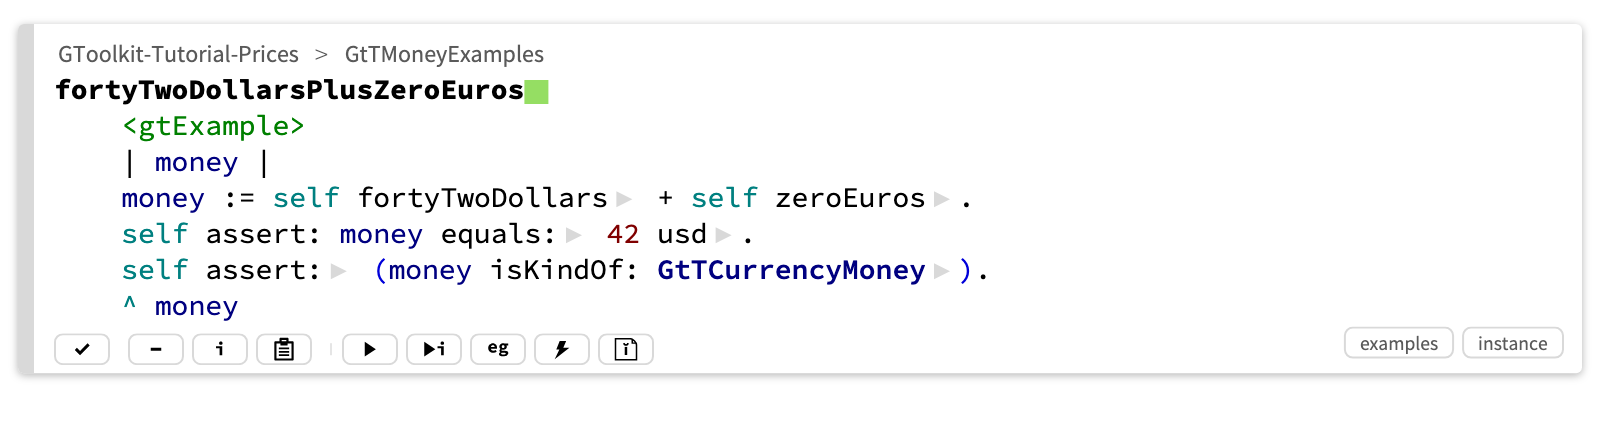 GToolkit-Tutorial-Prices > GtTMoneyExamples
fortyTwoDollarsPlusZeroEuros
<gtExample>
| money |
money := self fortyTwoDollars▶ + self zeroEuros▶.
self assert: money equals:▶ 42 usd▶.
self assert:▶ (money isKindOf: GtTCurrencyMoney▶).
^ money
i eg examples instance